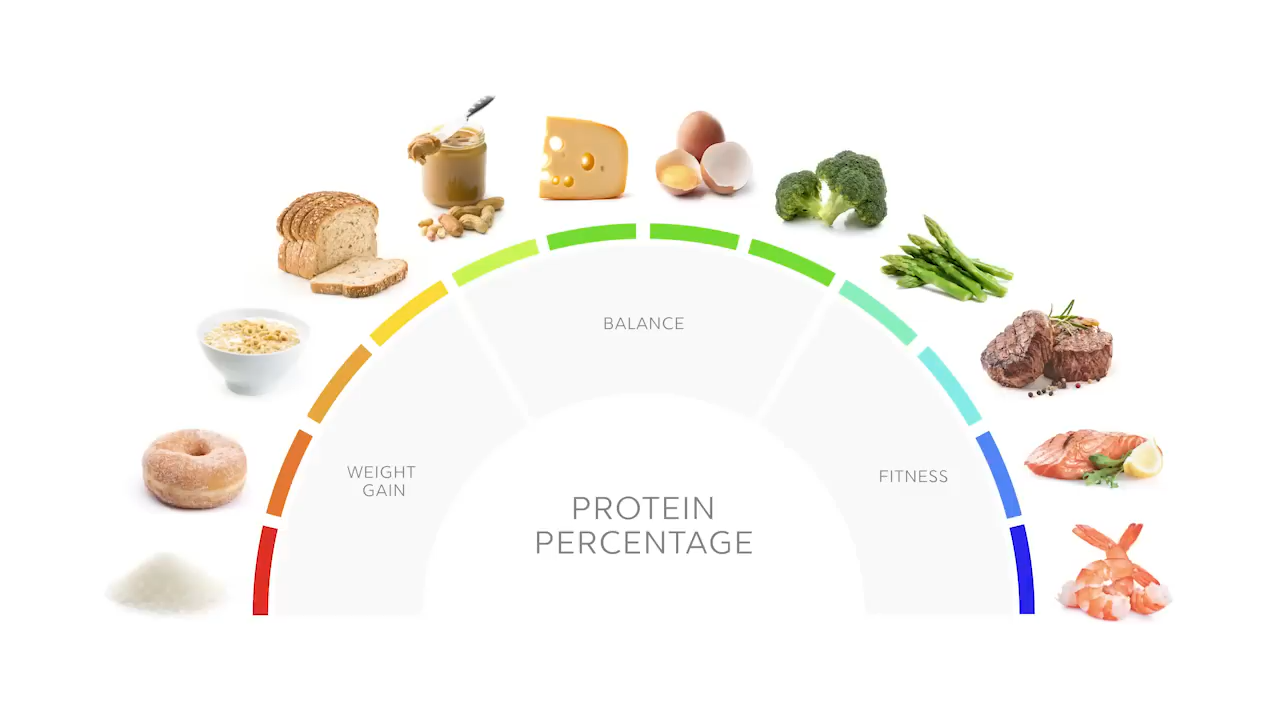 BALANCE
WEIGHT
GAIN
FITNESS
PROTEIN
PERCENTAGE